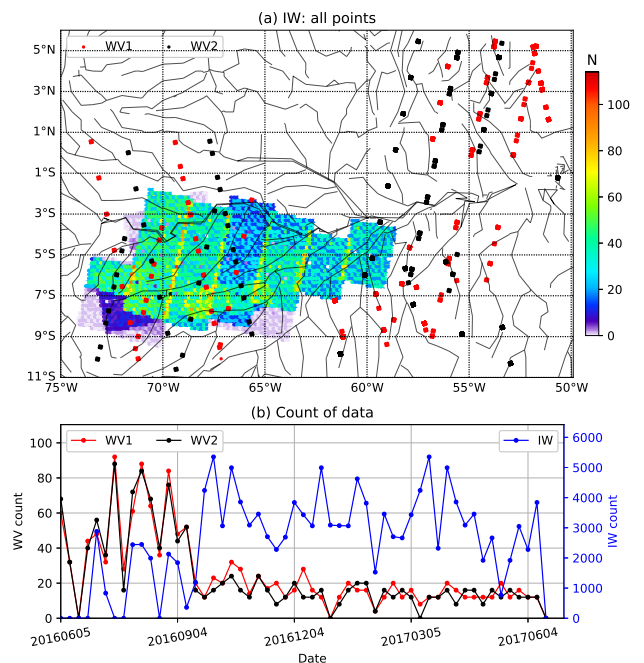 (a) IW: all points
WV1 WV2
N
5°N
3°N
1°N
1°S
3°S
5°S
7°S
9°S
11°S
100
80
60
40
20
0
75°W 70°W 65°W 60°W 55°W 50°W
(b) Count of data
WV1 WV2 IW
100
80
60
40
20
0
WV count
6000
5000
4000
3000
2000
1000
0
IW count
20160605 20160904 20161204 20170305 20170604
Date